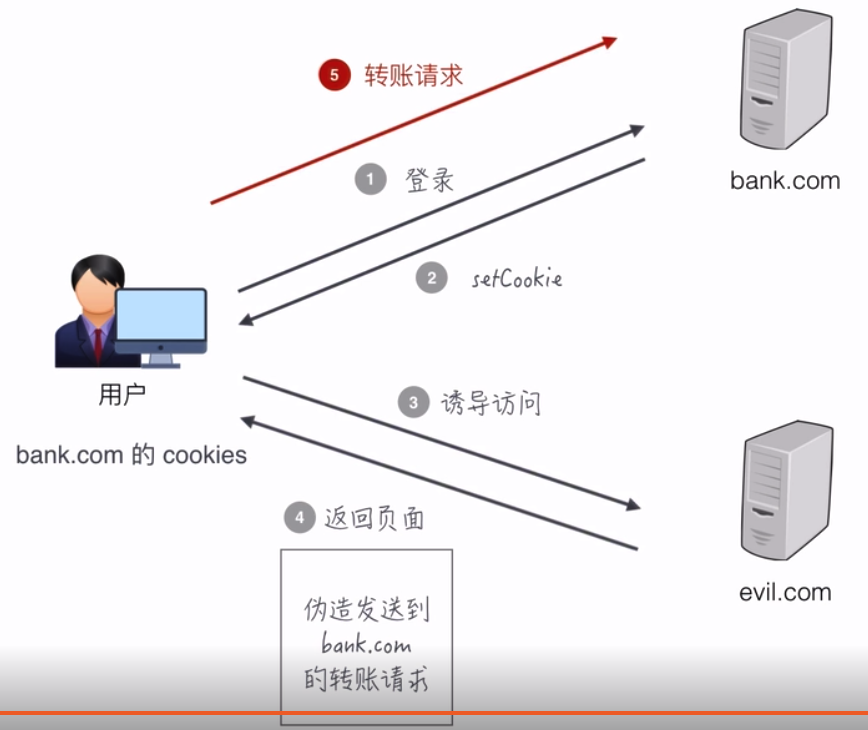 5 转账请求
1 登录
bank.com
2 setCookie
用户
bank.com 的 cookies
3 诱导访问
4 返回页面
伪造发送到
bank.com
的转账请求
evil.com